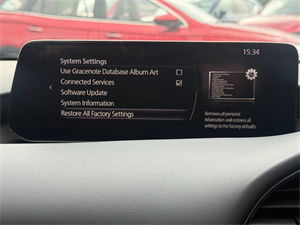 15:34
System Settings
Use Gracenote Database Album Art
Connected Services
Software Update
System Information
Restore All Factory Settings
Removes all personal
information and restores all
settings to the factory defaults.